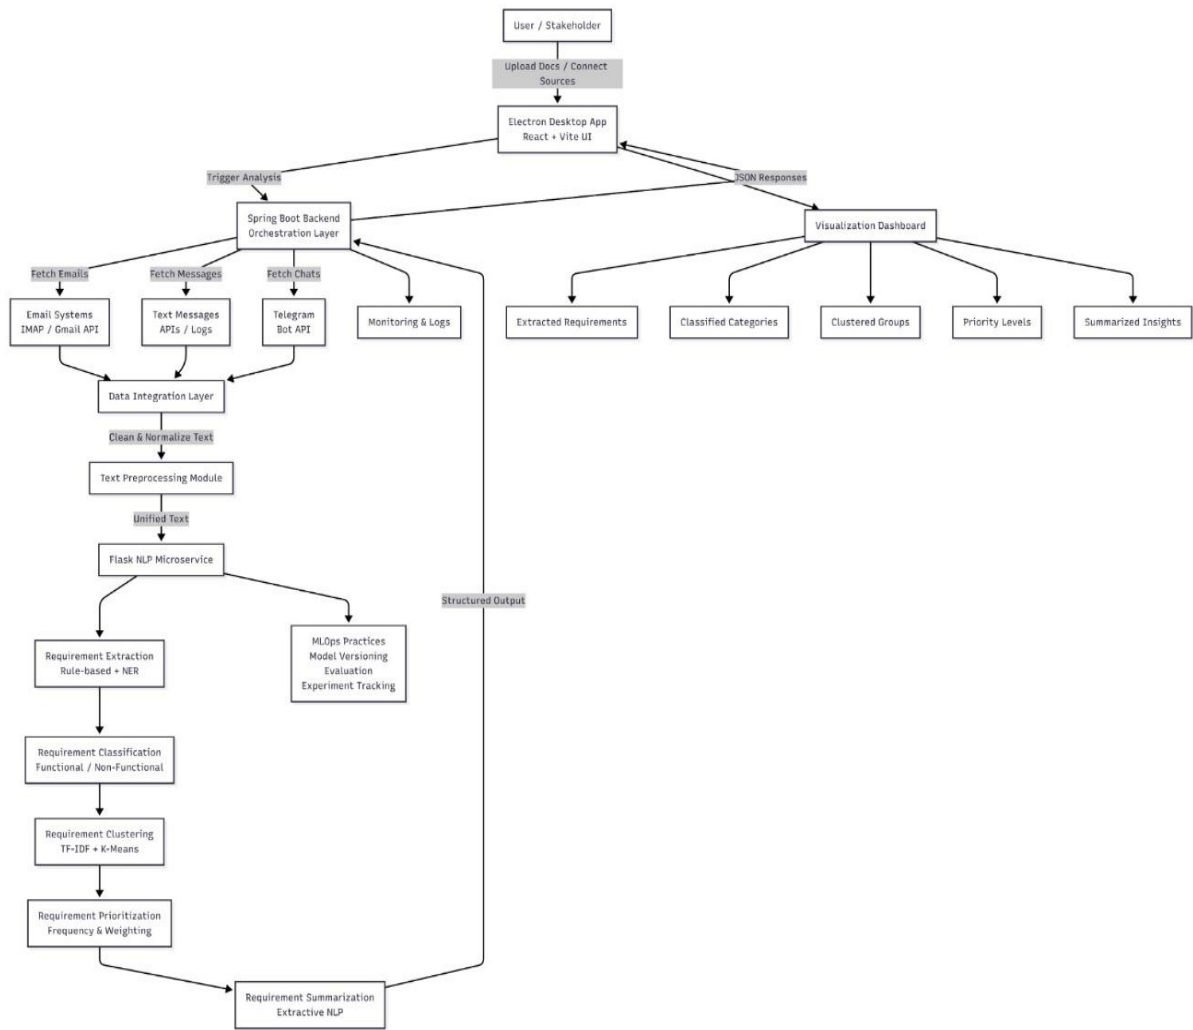 User / Stakeholder
Upload Docs / Connect
Sources
Electron Desktop App
React + Vite UI
Trigger Analysis
JSON Responses
Spring Boot Backend
Orchestration Layer
Visualization Dashboard
Fetch Emails
Fetch Messages
Fetch Chats
Email Systems
IMAP / Gmail API
Text Messages
APIs / Logs
Telegram
Bot API
Monitoring & Logs
Extracted Requirements
Classified Categories
Clustered Groups
Priority Levels
Summarized Insights
Data Integration Layer
Clean & Normalize Text
Text Preprocessing Module
Unified Text
Flask NLP Microservice
Structured Output
Requirement Extraction
Rule-based + NER
MLOps Practices
Model Versioning
Evaluation
Experiment Tracking
Requirement Classification
Functional / Non-Functional
Requirement Clustering
TF-IDF + K-Means
Requirement Prioritization
Frequency & Weighting
Requirement Summarization
Extractive NLP